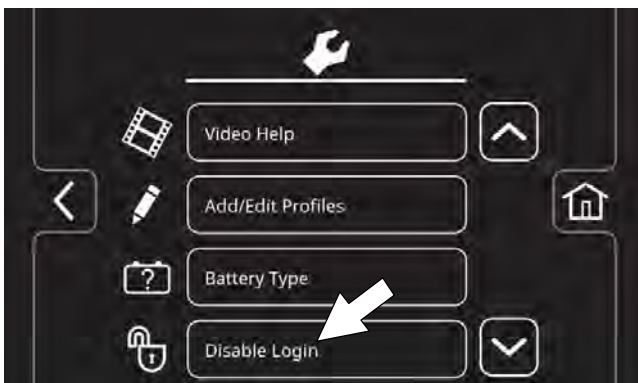 Video Help
Add/Edit Profiles
?
Battery Type
Disable Login